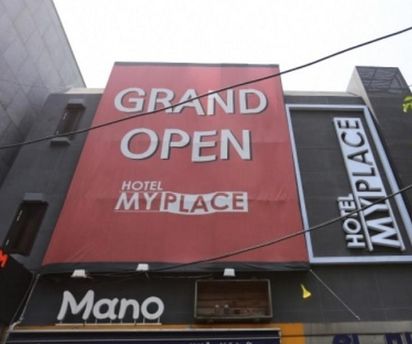 GRAND
OPEN
HOTEL
MYPLACE
HOTEL
MYPLACE
Mano